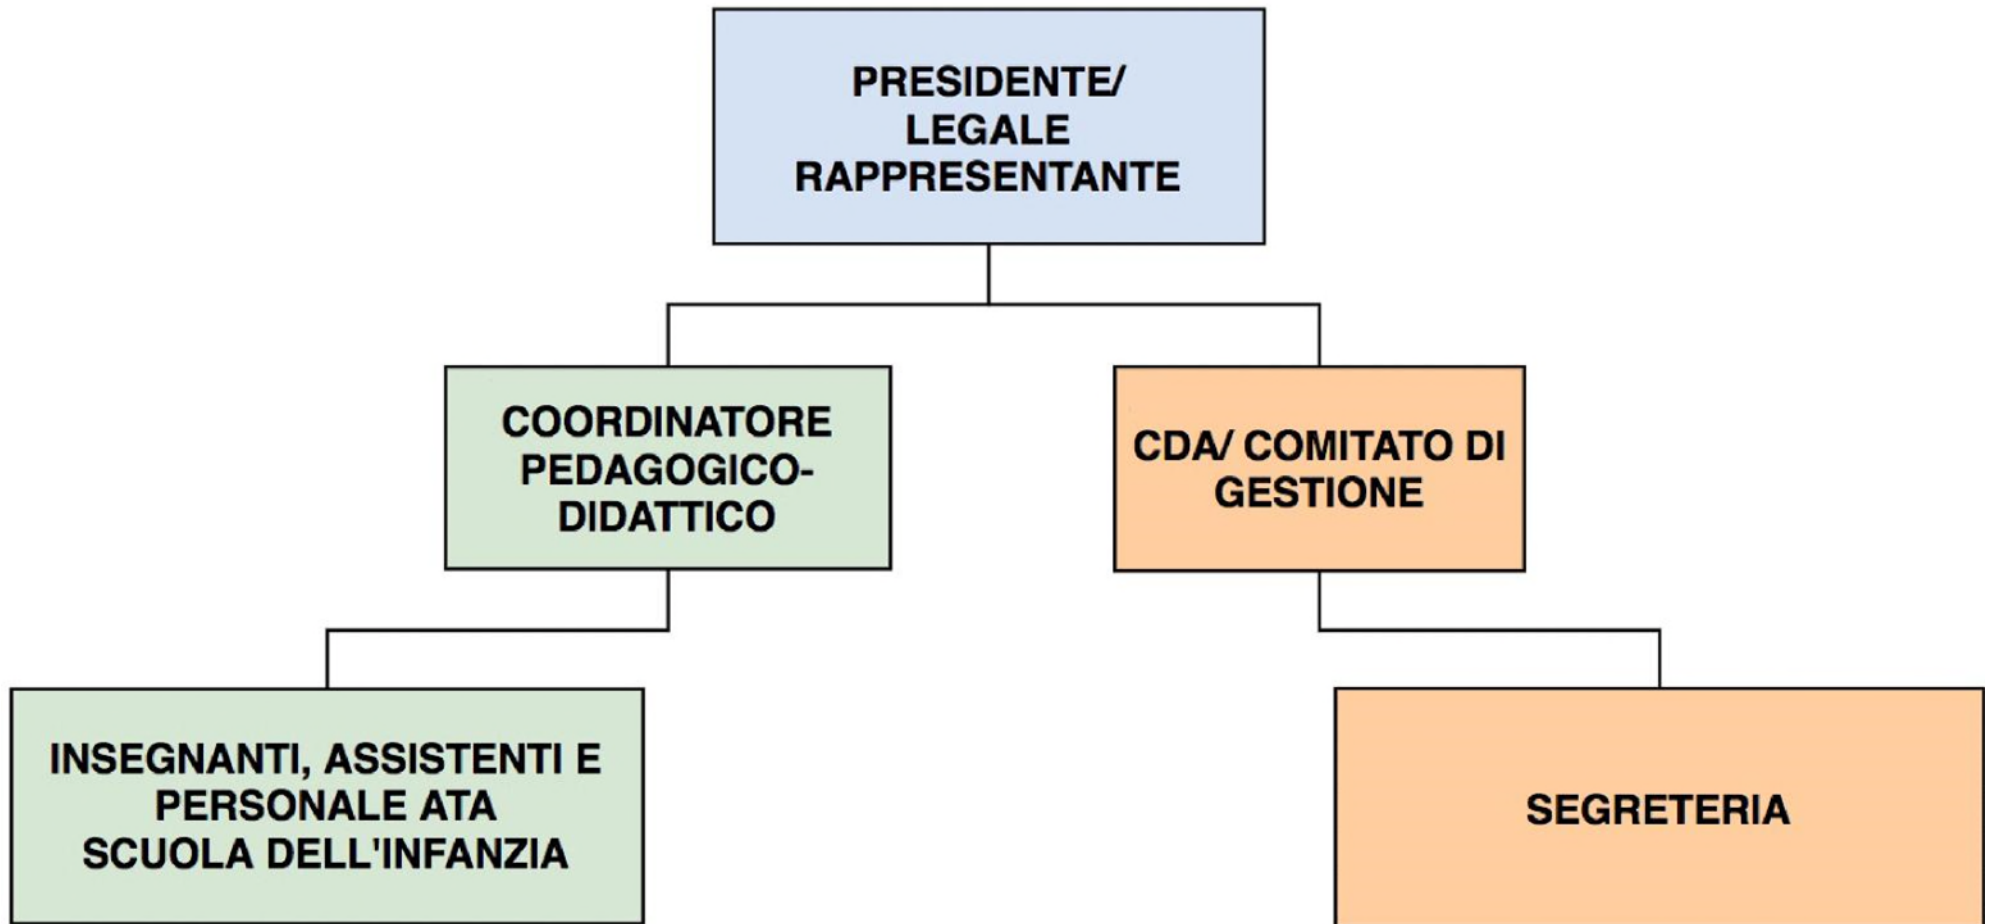 PRESIDENTE/
LEGALE
RAPPRESENTANTE
COORDINATORE
PEDAGOGICO-
DIDATTICO
CDA/ COMITATO DI
GESTIONE
INSEGNANTI, ASSISTENTI E
PERSONALE ATA
SCUOLA DELL'INFANZIA
SEGRETERIA